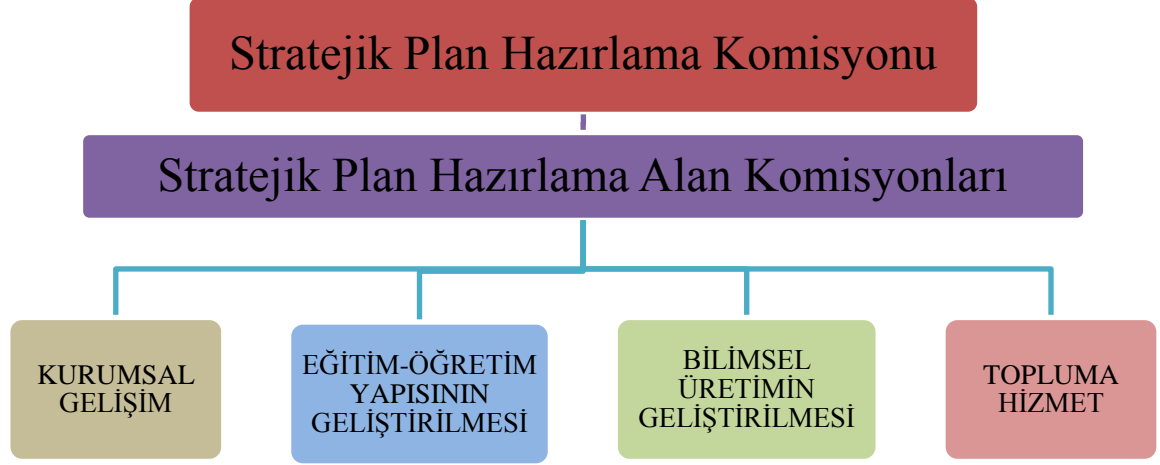 Stratejik Plan Hazırlama Komisyonu
Stratejik Plan Hazırlama Alan Komisyonları
KURUMSAL
GELİŞİM
EĞİTİM-ÖĞRETİM
YAPISININ
GELİŞTİRİLMESİ
BİLİMSEL
ÜRETİMİN
GELİŞTİRİLMESİ
TOPLUMA
HİZMET